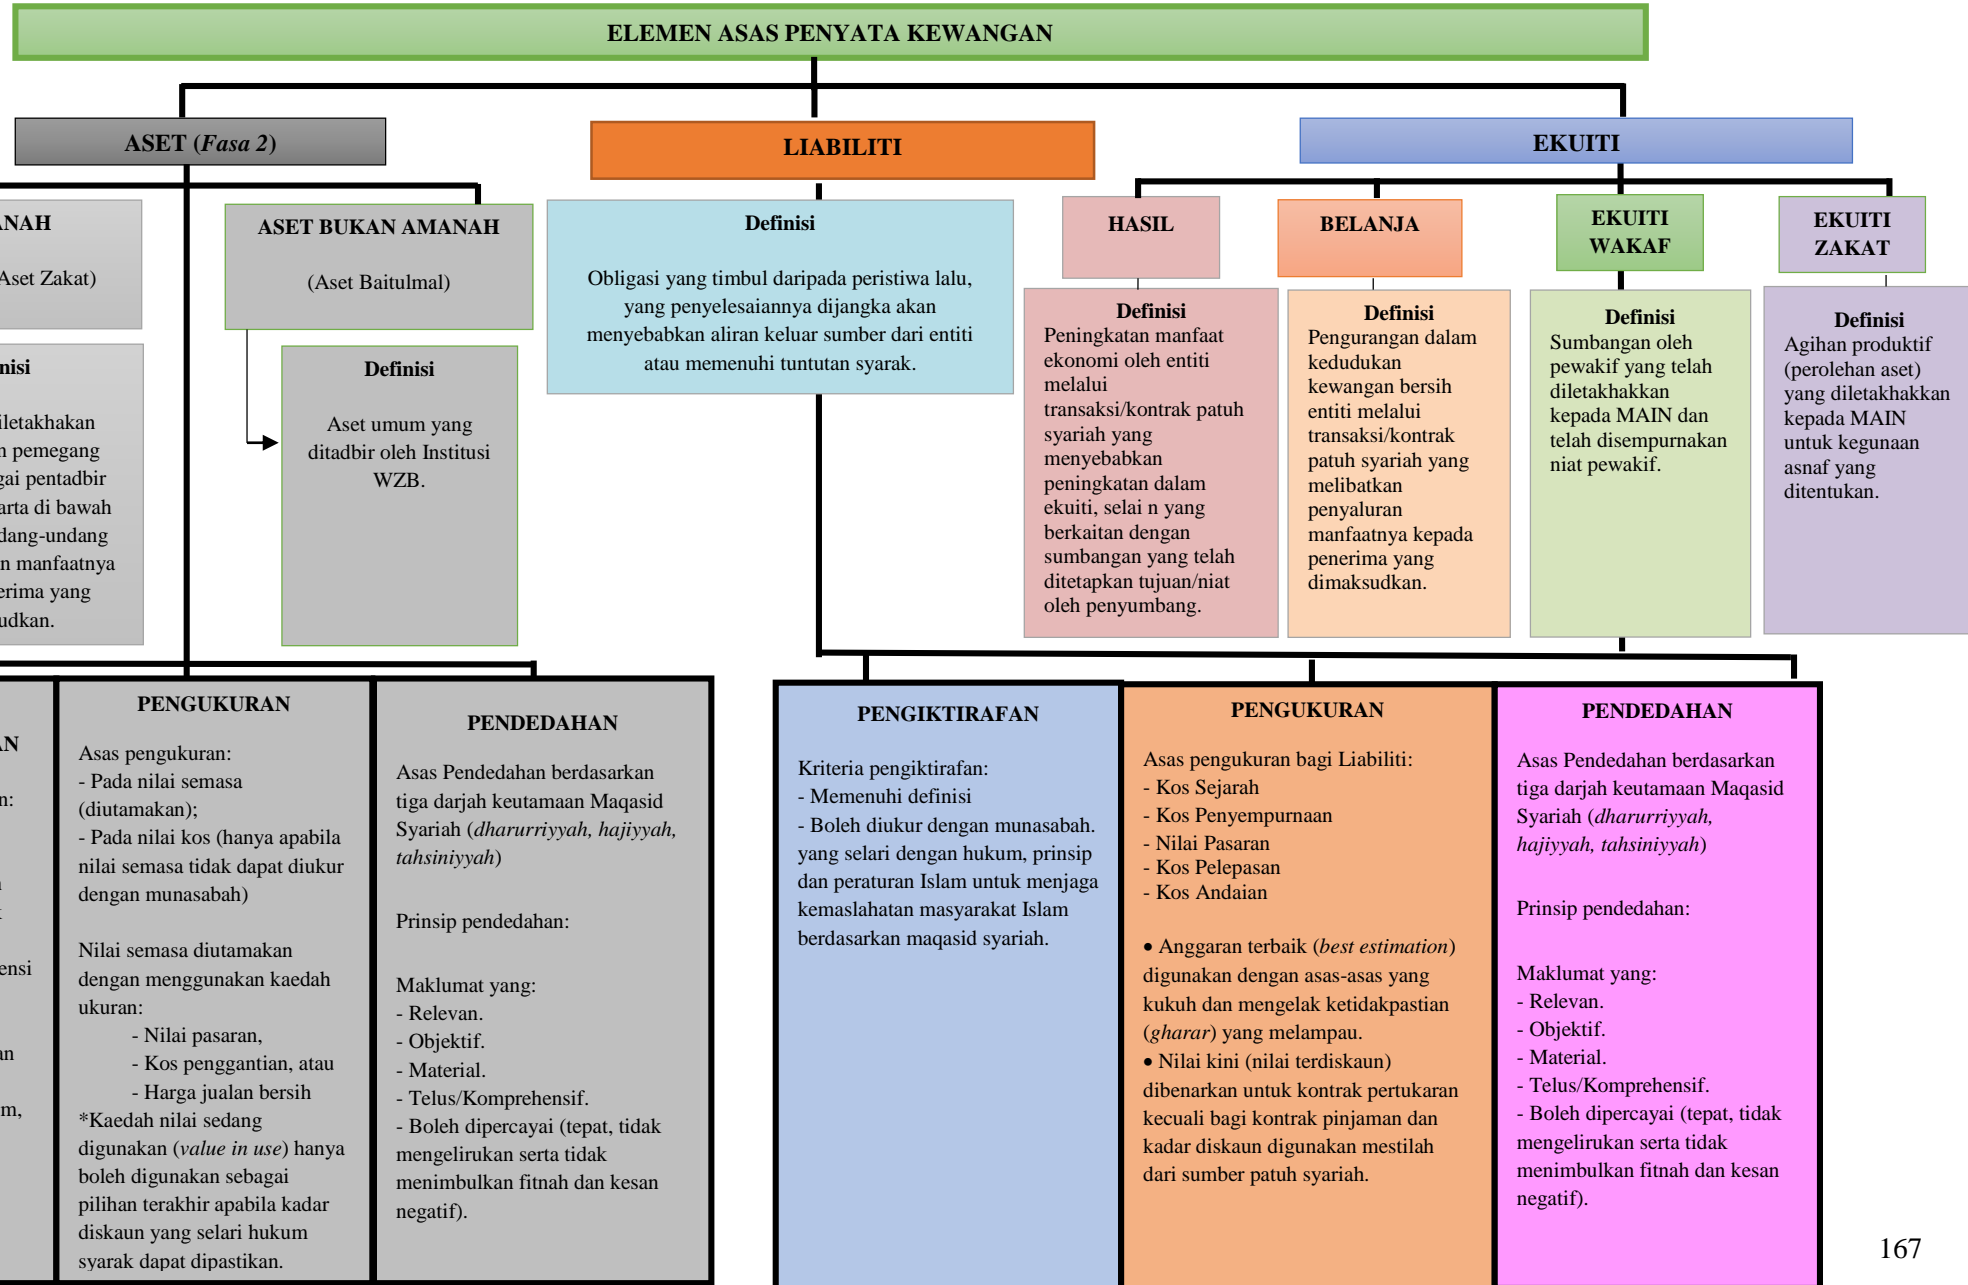 ELEMEN ASAS PENYATA KEWANGAN
ASET (Fasa 2)
LIABILITI
EKUITI
Aset Zakat)
diletakhakan
pemegang
pentadbir
di bawah
manfaatnya
yang
ASET BUKAN AMANAH
(Aset Baitulmal)
Definisi
Aset umum yang
ditadbir oleh Institusi
WZB.
Definisi
Obligasi yang timbul daripada peristiwa lalu,
yang penyelesaiannya dijangka akan
menyebabkan aliran keluar sumber dari entiti
atau memenuhi tuntutan syarak.
HASIL
Definisi
Peningkatan manfaat
ekonomi oleh entiti
melalui
transaksi/kontrak patuh
syariah yang
menyebabkan
peningkatan dalam
ekuiti, selai n yang
berkaitan dengan
sumbangan yang telah
ditetapkan tujuan/niat
oleh penyumbang.
BELANJA
Definisi
Pengurangan dalam
kedudukan
kewangan bersih
entiti melalui
transaksi/kontrak
patuh syariah yang
melibatkan
penyaluran
manfaatnya kepada
penerima yang
dimaksudkan.
EKUITI
WAKAF
Definisi
Sumbangan oleh
pewakif yang telah
diletakhakkan
kepada MAIN dan
telah disempurnakan
niat pewakif.
EKUITI
ZAKAT
Definisi
Agihan produktif
(perolehan aset)
yang diletakhakkan
kepada MAIN
untuk kegunaan
asnaf yang
ditentukan.
PENGUKURAN
Asas pengukuran:
- Pada nilai semasa
(diutamakan);
- Pada nilai kos (hanya apabila
nilai semasa tidak dapat diukur
dengan munasabah)
Nilai semasa diutamakan
dengan menggunakan kaedah
ukuran:
- Nilai pasaran,
- Kos penggantian, atau
- Harga jualan bersih
*Kaedah nilai sedang
digunakan (value in use) hanya
boleh digunakan sebagai
pilihan terakhir apabila kadar
diskaun yang selari hukum
syarak dapat dipastikan.
PENDEDAHAN
Asas Pendedahan berdasarkan
tiga darjah keutamaan Maqasid
Syariah (dharurriyyah, hajiyyah,
tahsiniyyah)
Prinsip pendedahan:
Maklumat yang:
- Relevan.
- Objektif.
- Material.
- Telus/Komprehensif.
- Boleh dipercayai (tepat, tidak
mengelirukan serta tidak
menimbulkan fitnah dan kesan
negatif).
PENGIKTIRAFAN
Kriteria pengiktirafan:
- Memenuhi definisi
- Boleh diukur dengan munasabah.
yang selari dengan hukum, prinsip
dan peraturan Islam untuk menjaga
kemaslahatan masyarakat Islam
berdasarkan maqasid syariah.
PENGUKURAN
Asas pengukuran bagi Liabiliti:
- Kos Sejarah
- Kos Penyempurnaan
- Nilai Pasaran
- Kos Pelepasan
- Kos Andaian
• Anggaran terbaik (best estimation)
digunakan dengan asas-asas yang
kukuh dan mengelak ketidakpastian
(gharar) yang melampau.
• Nilai kini (nilai terdiskaun)
dibenarkan untuk kontrak pertukaran
kecuali bagi kontrak pinjaman dan
kadar diskaun digunakan mestilah
dari sumber patuh syariah.
PENDEDAHAN
Asas Pendedahan berdasarkan
tiga darjah keutamaan Maqasid
Syariah (dharurriyyah,
hajiyyah, tahsiniyyah)
Prinsip pendedahan:
Maklumat yang:
- Relevan.
- Objektif.
- Material.
- Telus/Komprehensif.
- Boleh dipercayai (tepat, tidak
mengelirukan serta tidak
menimbulkan fitnah dan kesan
negatif).
167